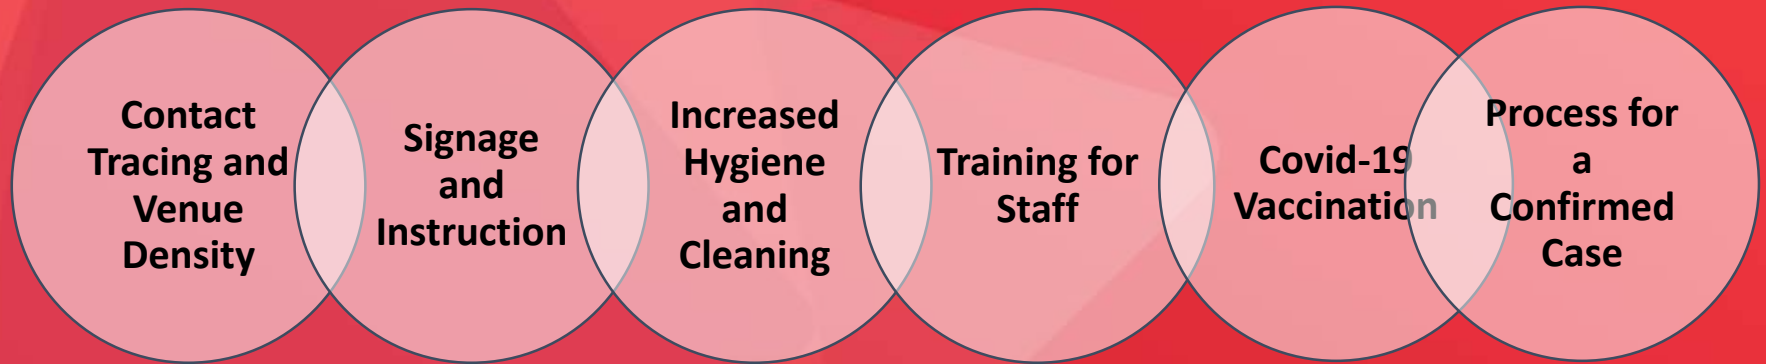 Contact
Tracing and
Venue
Density
Signage
and
Instruction
Increased
Hygiene
and
Cleaning
Training for
Staff
Covid-19
Vaccination
Process for
a
Confirmed
Case